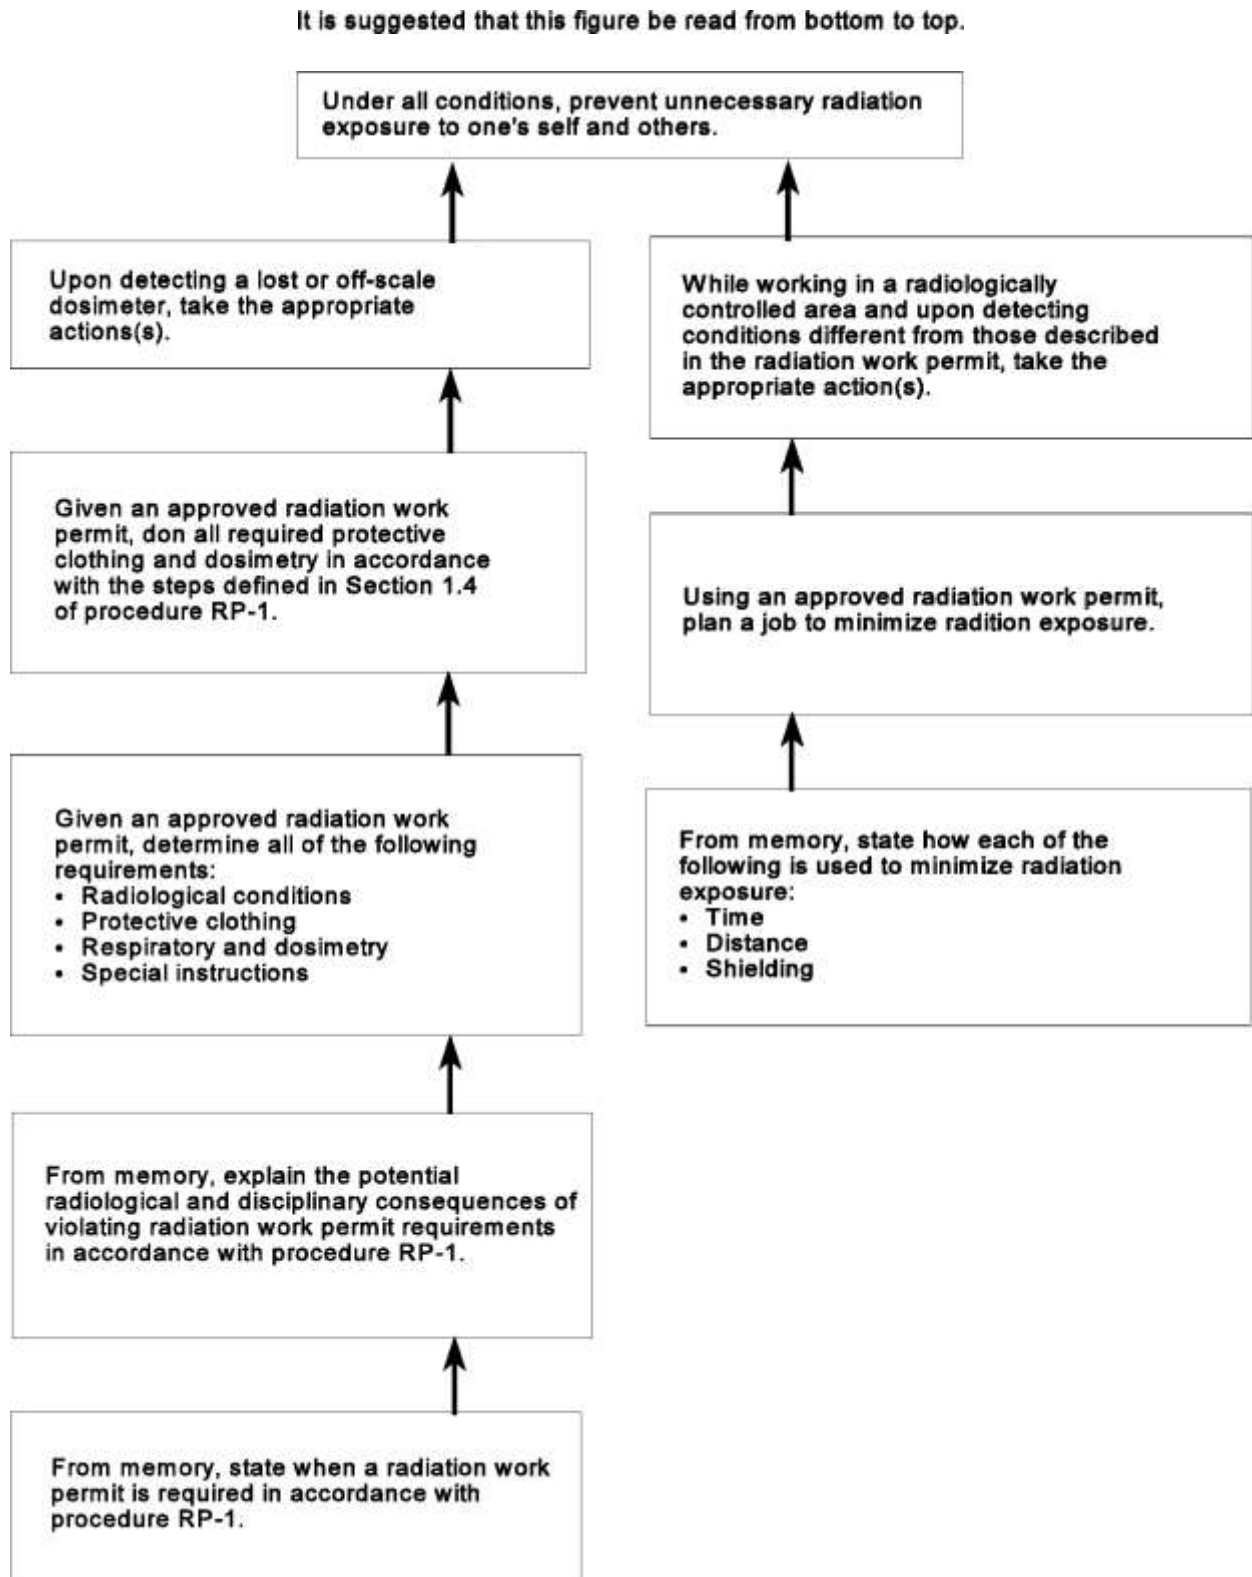 It is suggested that this figure be read from bottom to top.
Under all conditions, prevent unnecessary radiation
exposure to one's self and others.
Upon detecting a lost or off-scale
dosimeter, take the appropriate
actions(s).
While working in a radiologically
controlled area and upon detecting
conditions different from those described
in the radiation work permit, take the
appropriate action(s).
Given an approved radiation work
permit, don all required protective
clothing and dosimetry in accordance
with the steps defined in Section 1.4
of procedure RP-1.
Using an approved radiation work permit,
plan a job to minimize radition exposure.
Given an approved radiation work
permit, determine all of the following
requirements:
• Radiological conditions
• Protective clothing
• Respiratory and dosimetry
• Special instructions
From memory, state how each of the
following is used to minimize radiation
exposure:
• Time
• Distance
• Shielding
From memory, explain the potential
radiological and disciplinary consequences of
violating radiation work permit requirements
in accordance with procedure RP-1.
From memory, state when a radiation work
permit is required in accordance with
procedure RP-1.